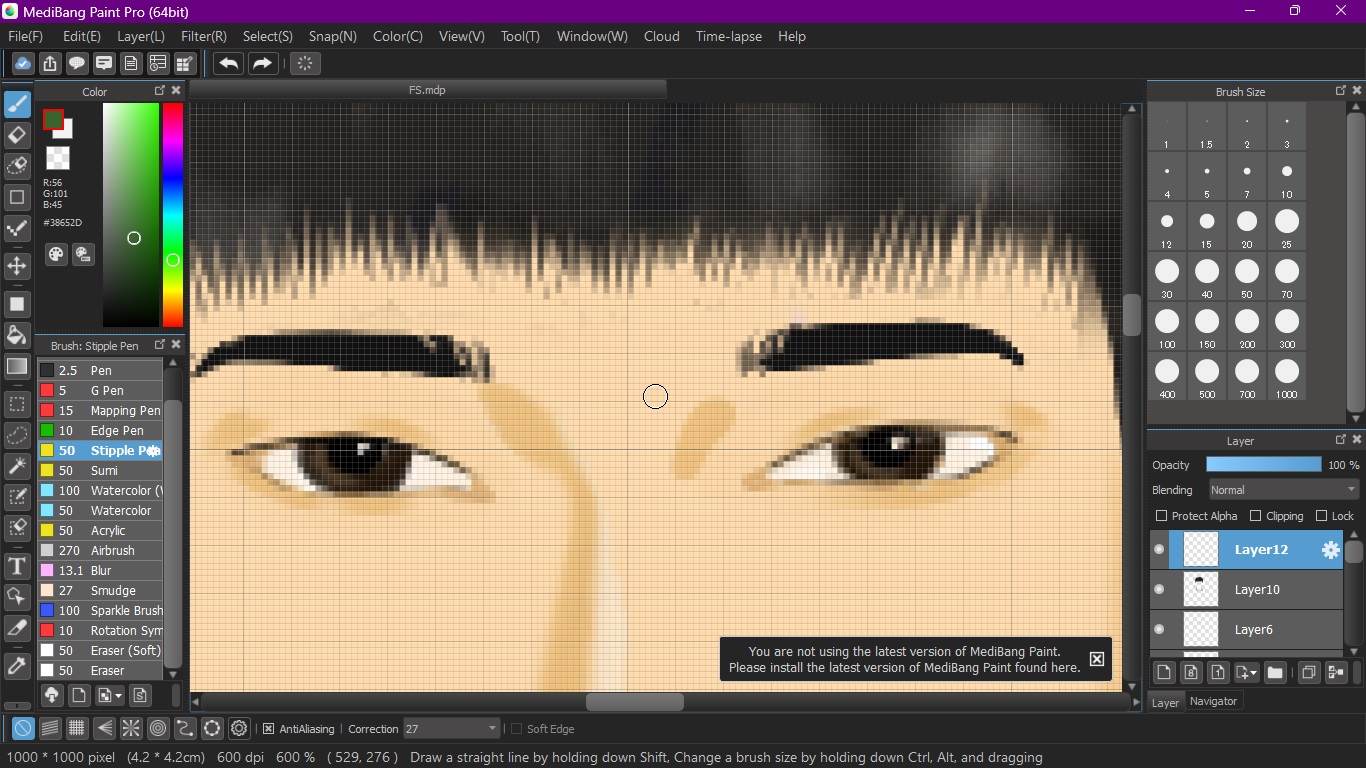 MediBang Paint Pro (64bit)
File(F) Edit(E) Layer(L) Filter(R) Select(S) Snap(N) Color(C) View(V) Tool(T) Window(W) Cloud Time-lapse Help
Color
FS.mdp
Brush Size
R:56
G:101
B:45
#38652D
1 1.5 2 3
4 5 7 10
12 15 20 25
30 40 50 70
100 150 200 300
400 500 700 1000
Brush: Stipple Pen
2.5 Pen
5 G Pen
15 Mapping Pen
10 Edge Pen
50 Stipple
50 Sumi
100 Watercolor (
50 Watercolor
50 Acrylic
270 Airbrush
13.1 Blur
27 Smudge
100 Sparkle Brush
10 Rotation Sym
50 Eraser (Soft)
50 Eraser
Layer
Opacity 100 %
Blending Normal
Protect Alpha Clipping Lock
Layer12
Layer10
Layer6
You are not using the latest version of MediBang Paint.
Please install the latest version of MediBang Paint found here.
Layer Navigator
AntiAliasing Correction 27 Soft Edge
1000 * 1000 pixel (4.2 * 4.2cm) 600 dpi 600 % ( 529, 276 ) Draw a straight line by holding down Shift, Change a brush size by holding down Ctrl, Alt, and dragging